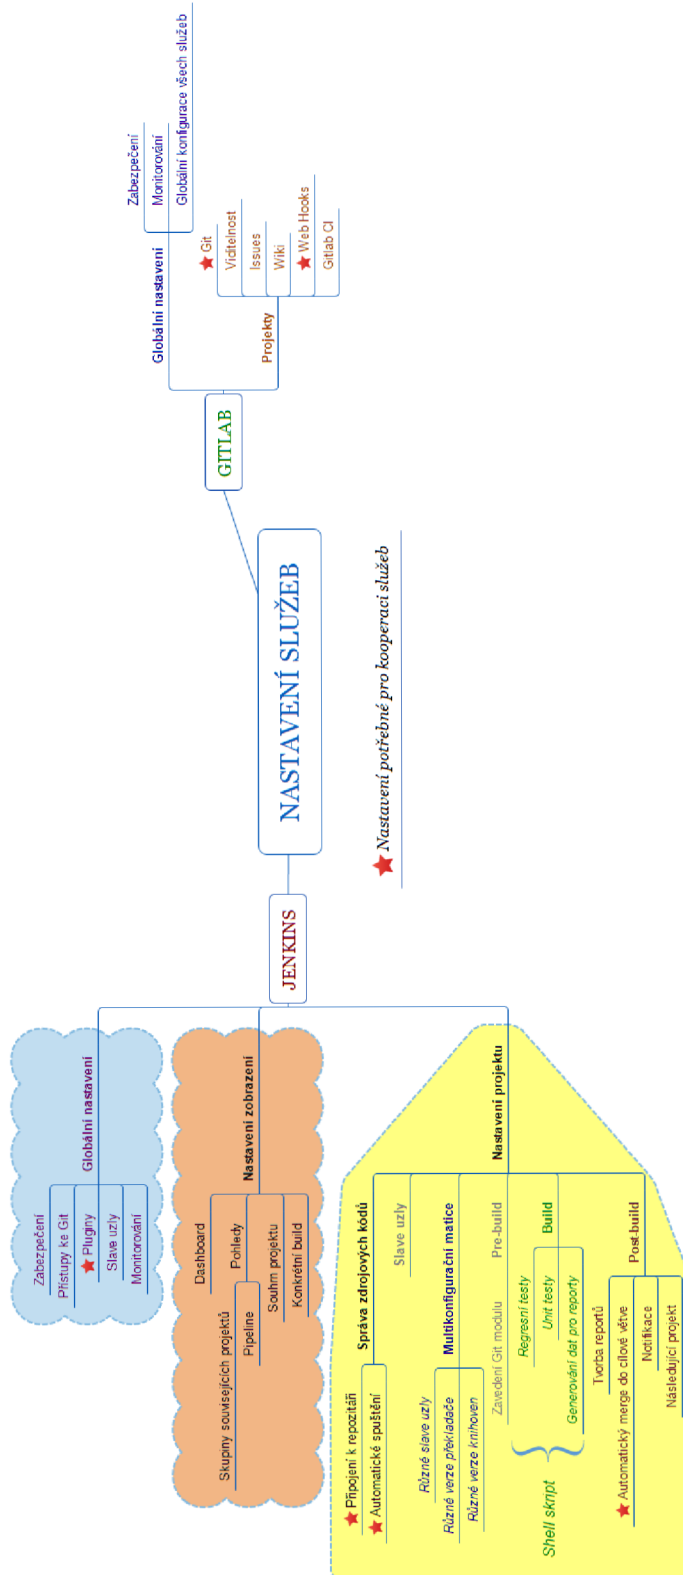 NASTAVENÍ SLUŽEB
★ Nastavení potřebné pro kooperaci služeb
JENKINS
Globální nastavení
Zabezpečení
Přístupy ke Git
★ Pluginy
Slave uzly
Monitorování
Nastavení zobrazení
Dashboard
Pohledy
Skupiny souvisejících projektů
Pipeline
Souhrn projektu
Konkrétní build
Nastavení projektu
Správa zdrojových kódů
★ Připojení k repozitáři
★ Automatické spuštění
Slave uzly
Multikonfigurační matice
Různé slave uzly
Různé verze překladače
Různé verze knihoven
Pre-build
Zavedení Git modulu
Build
Regresní testy
Unit testy
Generování dat pro reporty
Shell skript
Post-build
Tvorba reportů
★ Automatický merge do cílové větve
Notifikace
Následující projekt
GITLAB
Globální nastavení
Zabezpečení
Monitorování
Globální konfigurace všech služeb
Projekty
★ Git
Viditelnost
Issues
Wiki
★ Web Hooks
Gitlab CI